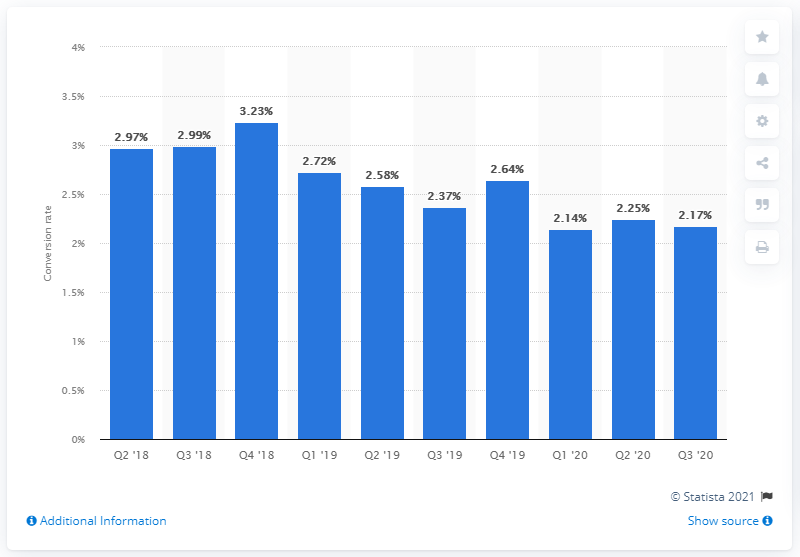 4%
3.5%
3%
2.5%
2%
1.5%
1%
0.5%
0%
Conversion rate
2.97% 2.99% 3.23% 2.72% 2.58% 2.37% 2.64% 2.14% 2.25% 2.17%
Q2 '18 Q3 '18 Q4 '18 Q1 '19 Q2 '19 Q3 '19 Q4 '19 Q1 '20 Q2 '20 Q3 '20
© Statista 2021
Additional Information Show source